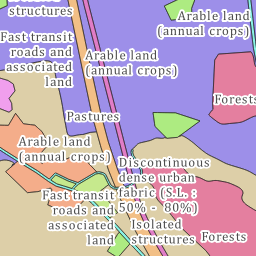 structures
Fast transit
roads and
associated
land
Arable land
(annual crops)
Arable land
(annual crops)
Forests
Pastures
Arable land
(annual crops)
Discontinuous
dense urban
fabric (S.L. :
50% - 80%)
Fast transit
roads and
associated
land
Isolated
structures
Forests